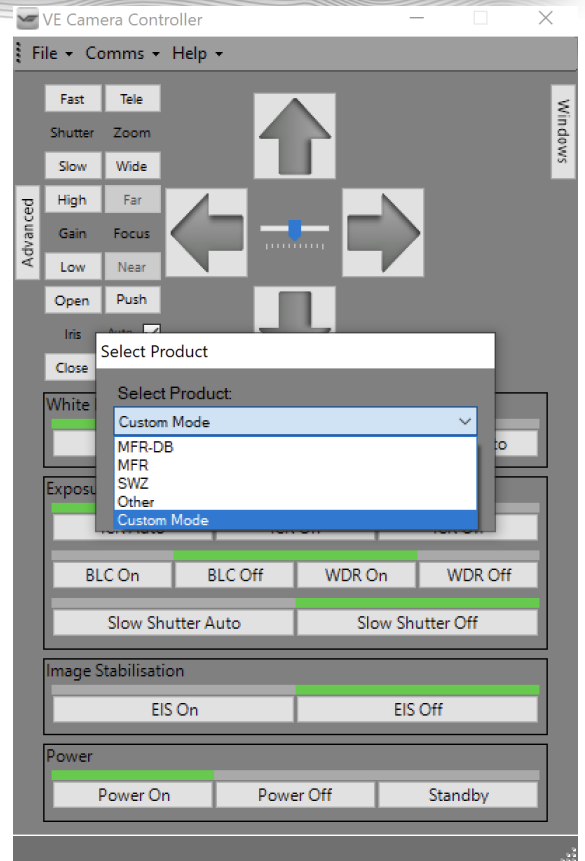 VE Camera Controller
File Comms Help
Fast Tele
Shutter Zoom
Slow Wide
High Far
Gain Focus
Low Near
Open Push
Iris
Close
Advanced
Windows
Select Product
Select Product:
Custom Mode
MFR-DB
MFR
SWZ
Other
Custom Mode
White
Exposu
BLC On BLC Off WDR On WDR Off
Slow Shutter Auto Slow Shutter Off
Image Stabilisation
EIS On EIS Off
Power
Power On Power Off Standby